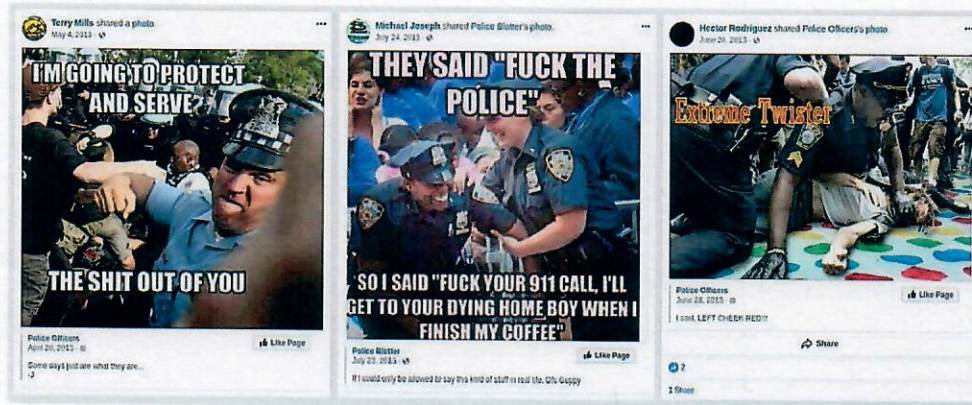 Terry Mills shared a photo.
May 4, 2013
I'M GOING TO PROTECT
AND SERVE?
THE SHIT OUT OF YOU
Police Officers
April 28, 2013
Like Page
Some days just are what they are...
-J
Michael Joseph shared Police Blotter's photo.
July 24, 2013
THEY SAID "FUCK THE
POLICE"
SO I SAID "FUCK YOUR 911 CALL, I'LL
GET TO YOUR DYING HOME BOY WHEN I
FINISH MY COFFEE"
Police Blotter
July 23, 2013
Like Page
If I could only be allowed to say this kind of stuff in real life. Ofc Guppy
Hector Rodriguez shared Police Officers's photo
June 28, 2013
Extreme Twister
Police Officers
June 28, 2013
Like Page
I said, LEFT CHEEK RED!!!
Share
2
1 Share